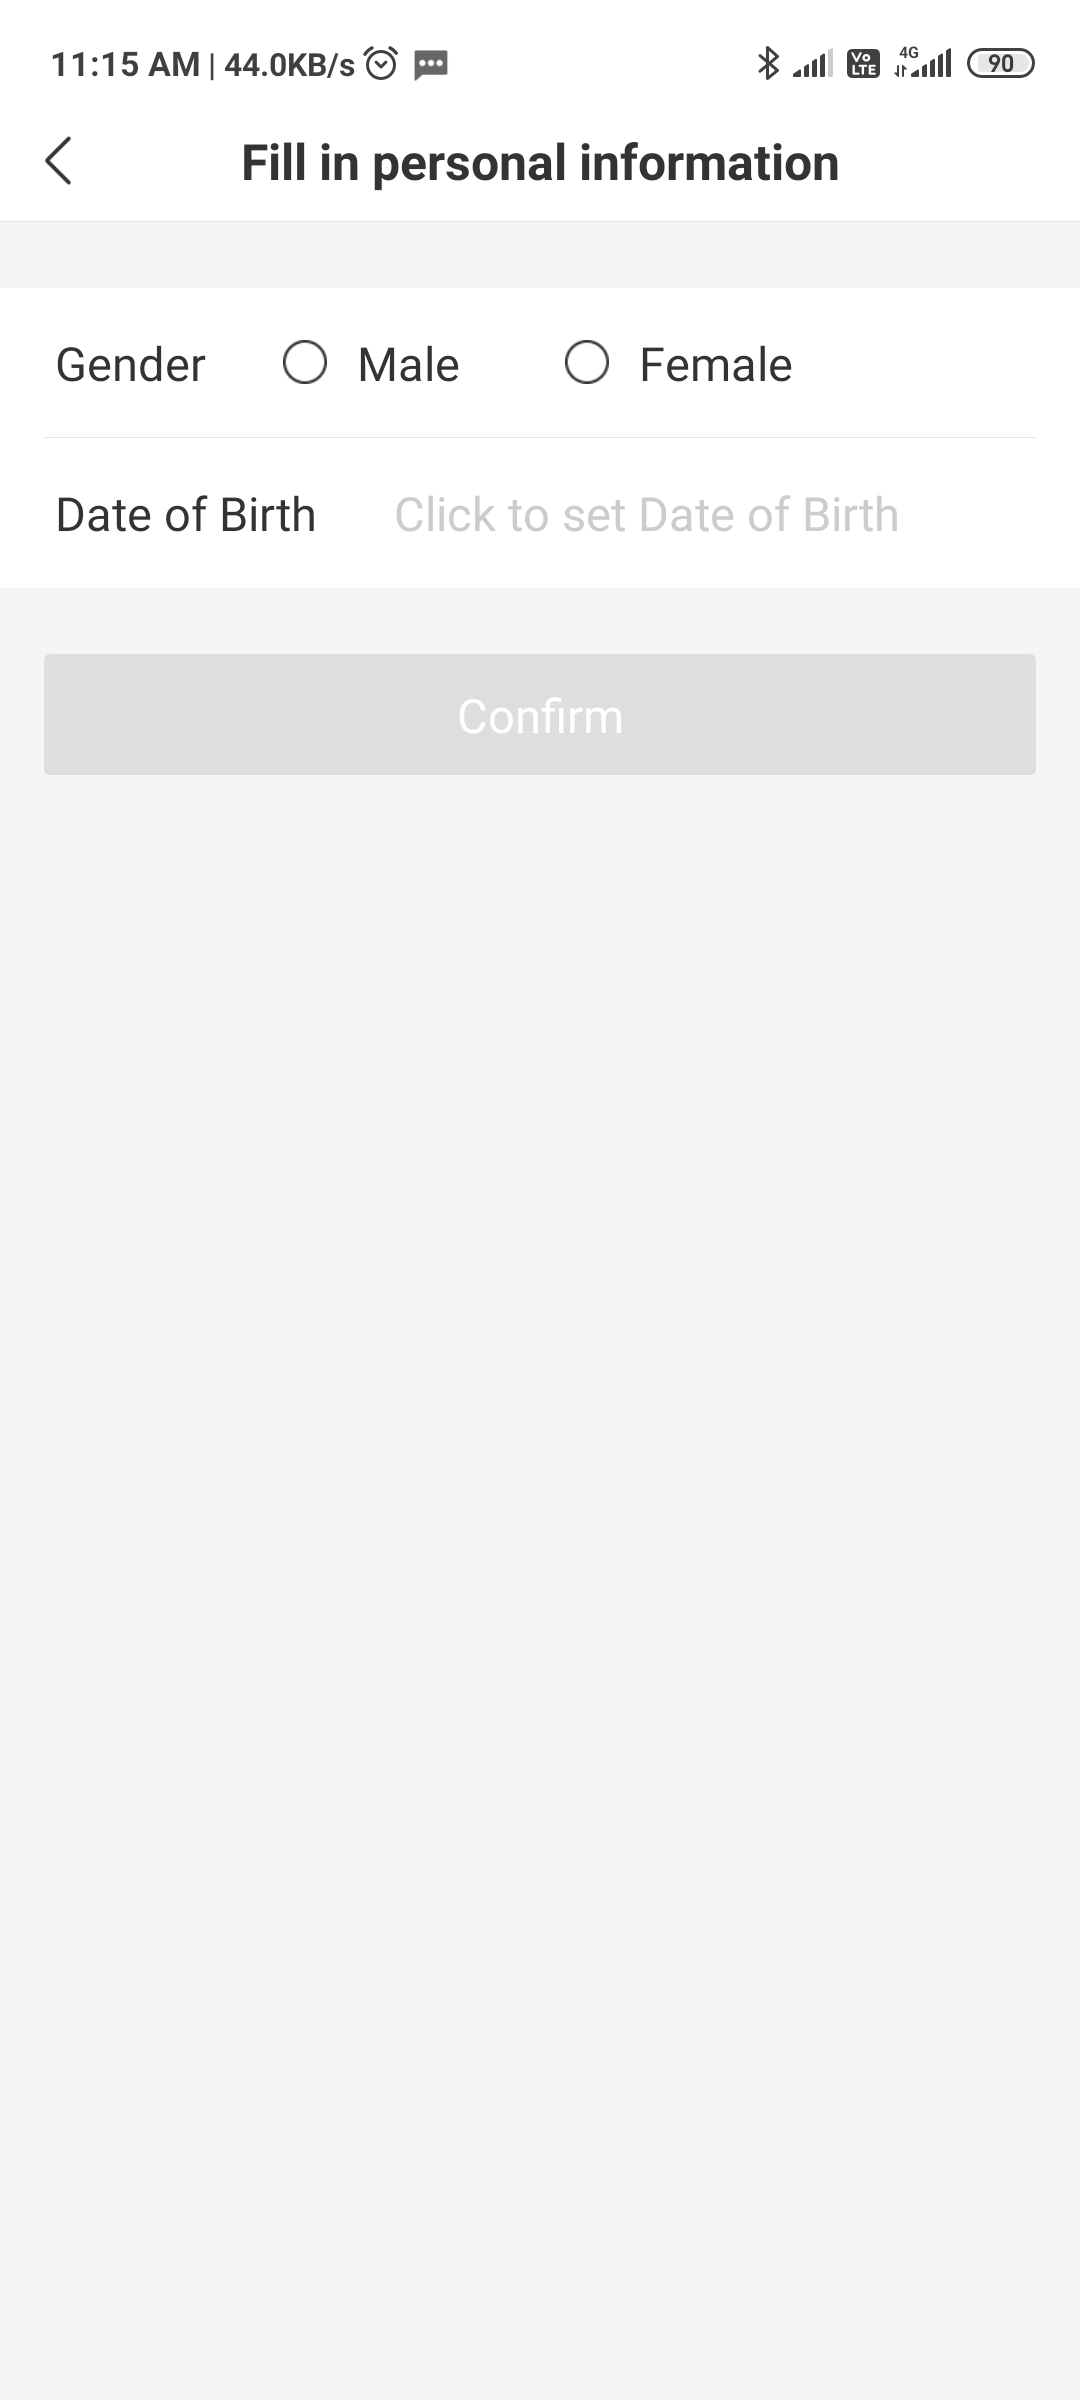 11:15 AM | 44.0KB/s Vo LTE 4G 90
Fill in personal information
Gender Male Female
Date of Birth Click to set Date of Birth
Confirm